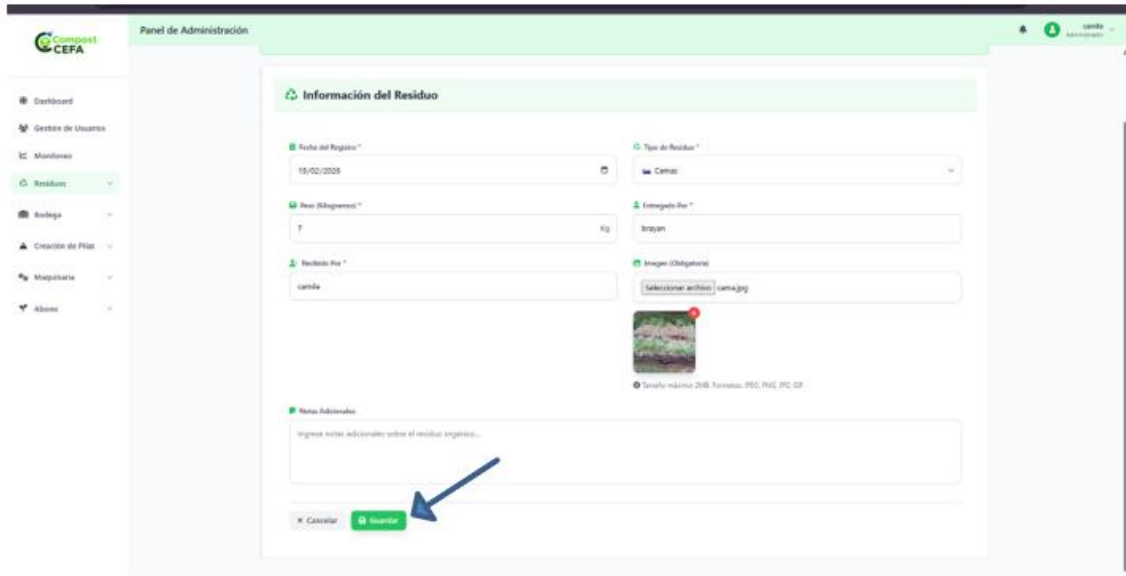 Compost
CEFA
Panel de Administración
camila
Administrador
Dashboard
Gestión de Usuarios
Monitoreo
Residuos
Bodega
Creación de Pilas
Maquinaria
Abono
Información del Residuo
Fecha del Registro *
Tipo de Residuo *
19/02/2026
Camas
Peso (Kilogramos) *
Entregado Por *
7
Kg
brayan
Recibido Por *
Imagen (Obligatoria)
camila
Seleccionar archivo cama.jpg
Tamaño máximo: 2MB. Formatos: JPEG, PNG, JPG, GIF
Notas Adicionales
Ingrese notas adicionales sobre el residuo orgánico...
Cancelar
Guardar